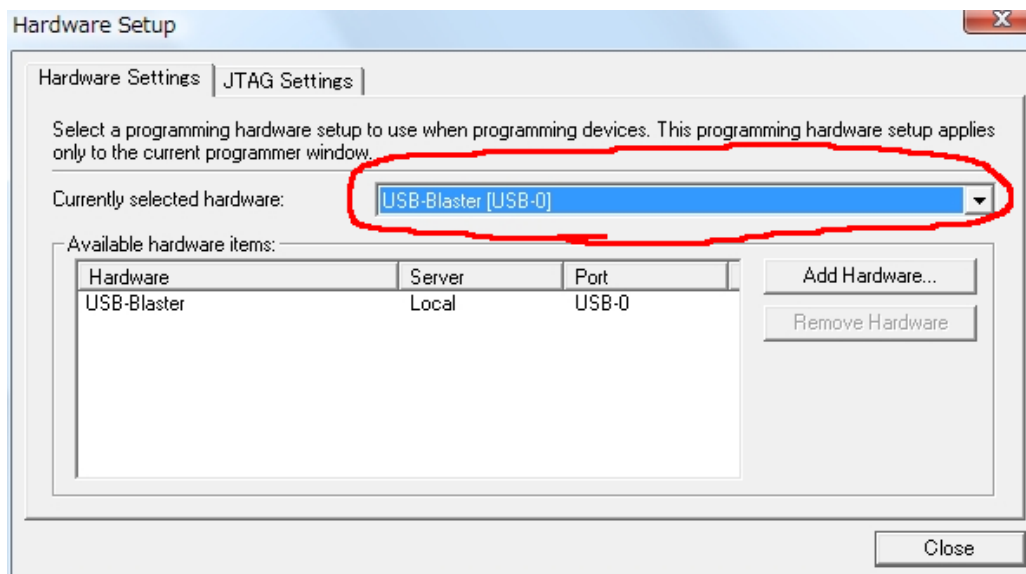 Hardware Setup
Hardware Settings
JTAG Settings
Select a programming hardware setup to use when programming devices. This programming hardware setup applies
only to the current programmer window.
Currently selected hardware:
USB-Blaster [USB-0]
Available hardware items:
Hardware Server Port
USB-Blaster Local USB-0
Add Hardware...
Remove Hardware
Close